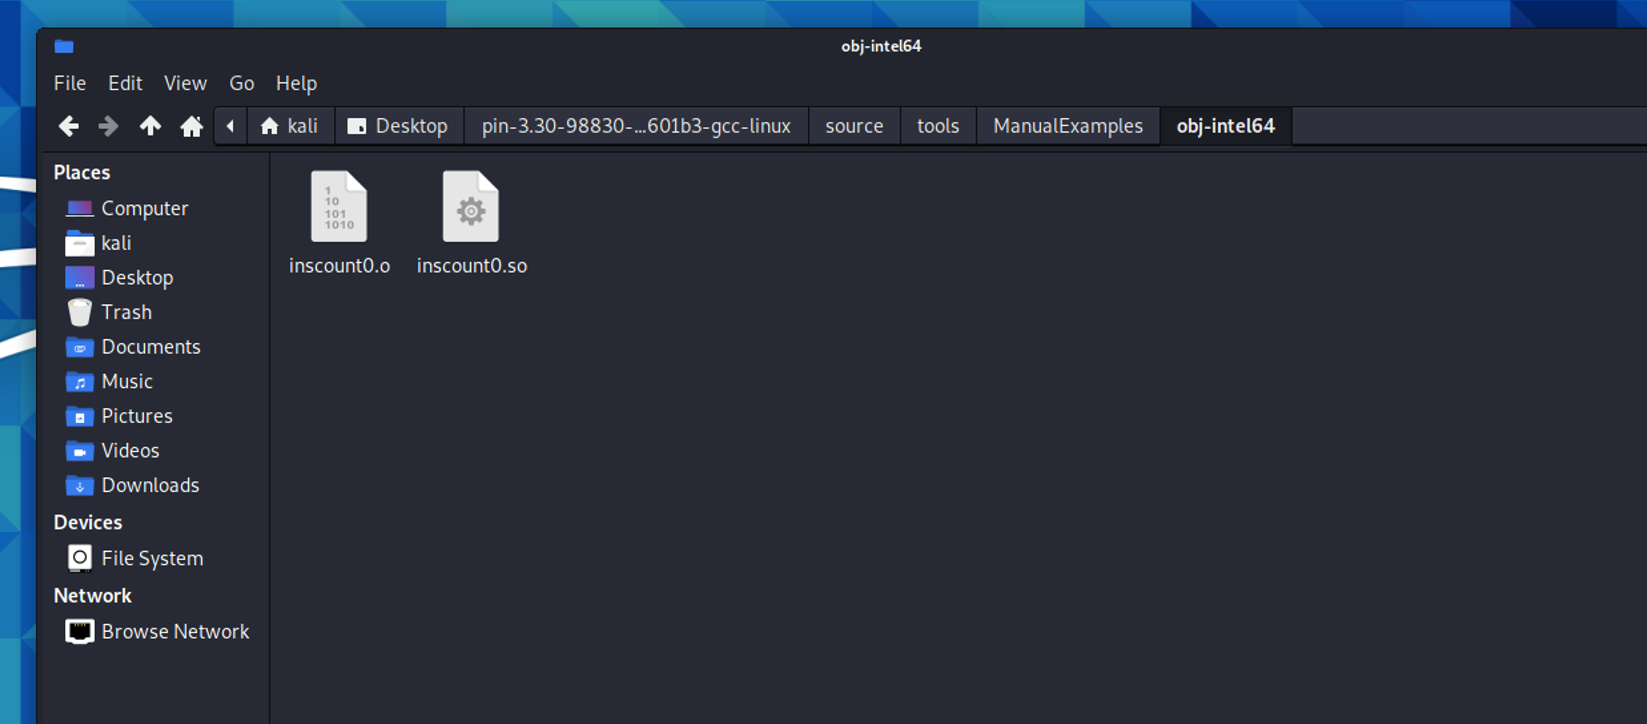 obj-intel64
File Edit View Go Help
kali Desktop pin-3.30-98830-...601b3-gcc-linux source tools ManualExamples obj-intel64
Places
Computer
kali
Desktop
Trash
Documents
Music
Pictures
Videos
Downloads
Devices
File System
Network
Browse Network
1
10
101
1010
inscount0.o inscount0.so